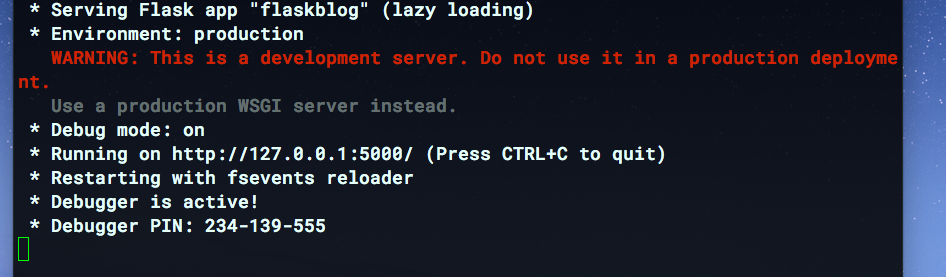 * Serving Flask app "flaskblog" (lazy loading)
* Environment: production
WARNING: This is a development server. Do not use it in a production deployme
nt.
Use a production WSGI server instead.
* Debug mode: on
* Running on http://127.0.0.1:5000/ (Press CTRL+C to quit)
* Restarting with fsevents reloader
* Debugger is active!
* Debugger PIN: 234-139-555